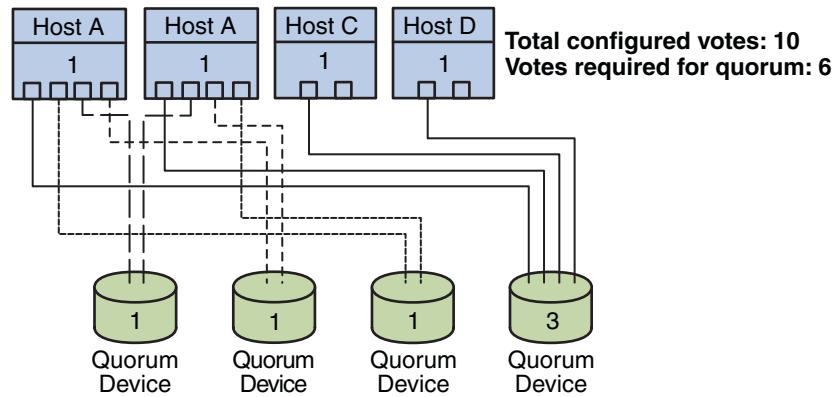 Host A
Host A
Host C
Host D
1
1
1
1
Total configured votes: 10
Votes required for quorum: 6
1
1
1
3
Quorum
Device
Quorum
Device
Quorum
Device
Quorum
Device